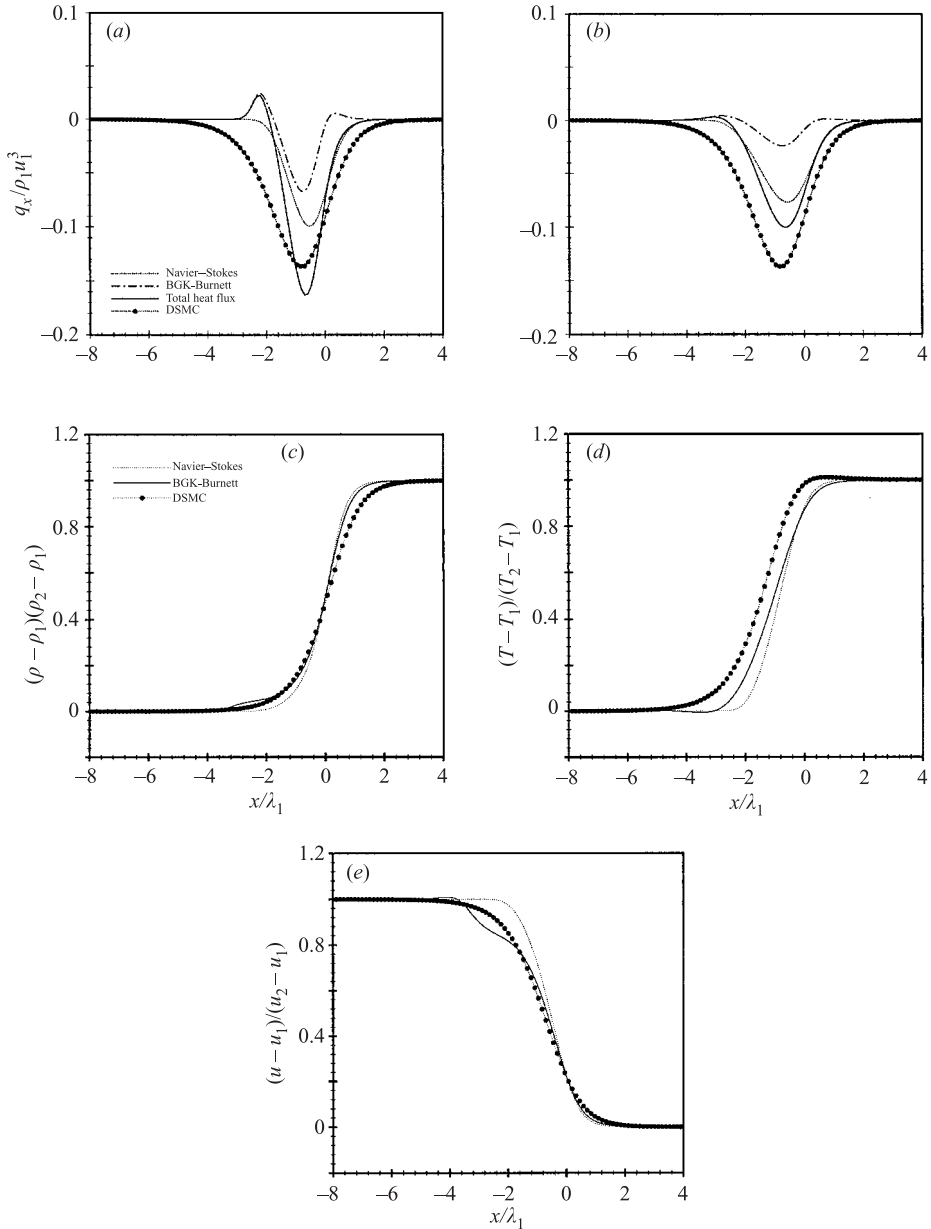 0.1
(a)
0
−0.1
−0.2
q_x/ρ_1u_1^3
Navier–Stokes
BGK-Burnett
Total heat flux
DSMC
−8 −6 −4 −2 0 2 4
0.1
(b)
0
−0.1
−0.2
−8 −6 −4 −2 0 2 4
1.2
(c)
0.8
0.4
0
(ρ – ρ_1)(ρ_2 – ρ_1)
Navier–Stokes
BGK-Burnett
DSMC
−8 −6 −4 −2 0 2 4
x/λ_1
1.2
(d)
0.8
0.4
0
(T – T_1)/(T_2 – T_1)
−8 −6 −4 −2 0 2 4
x/λ_1
1.2
(e)
0.8
0.4
0
(u – u_1)/(u_2 – u_1)
−8 −6 −4 −2 0 2 4
x/λ_1